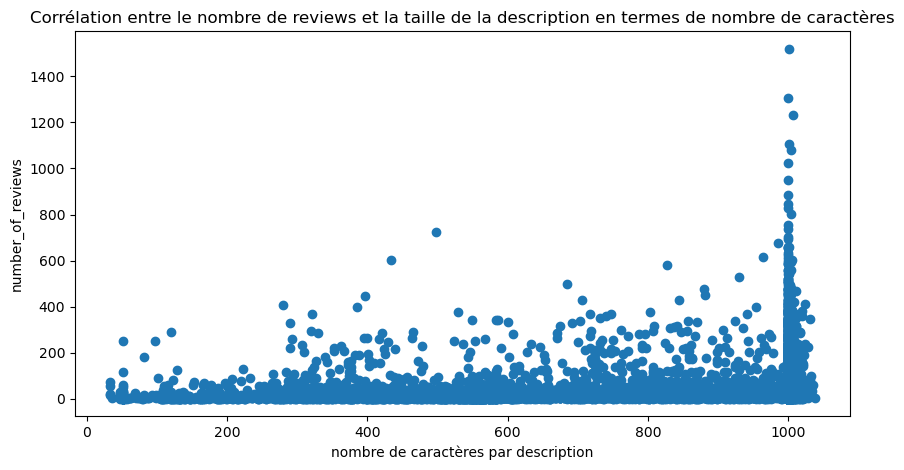 Corrélation entre le nombre de reviews et la taille de la description en termes de nombre de caractères
1400
1200
1000
800
600
400
200
0
number_of_reviews
0 200 400 600 800 1000
nombre de caractères par description